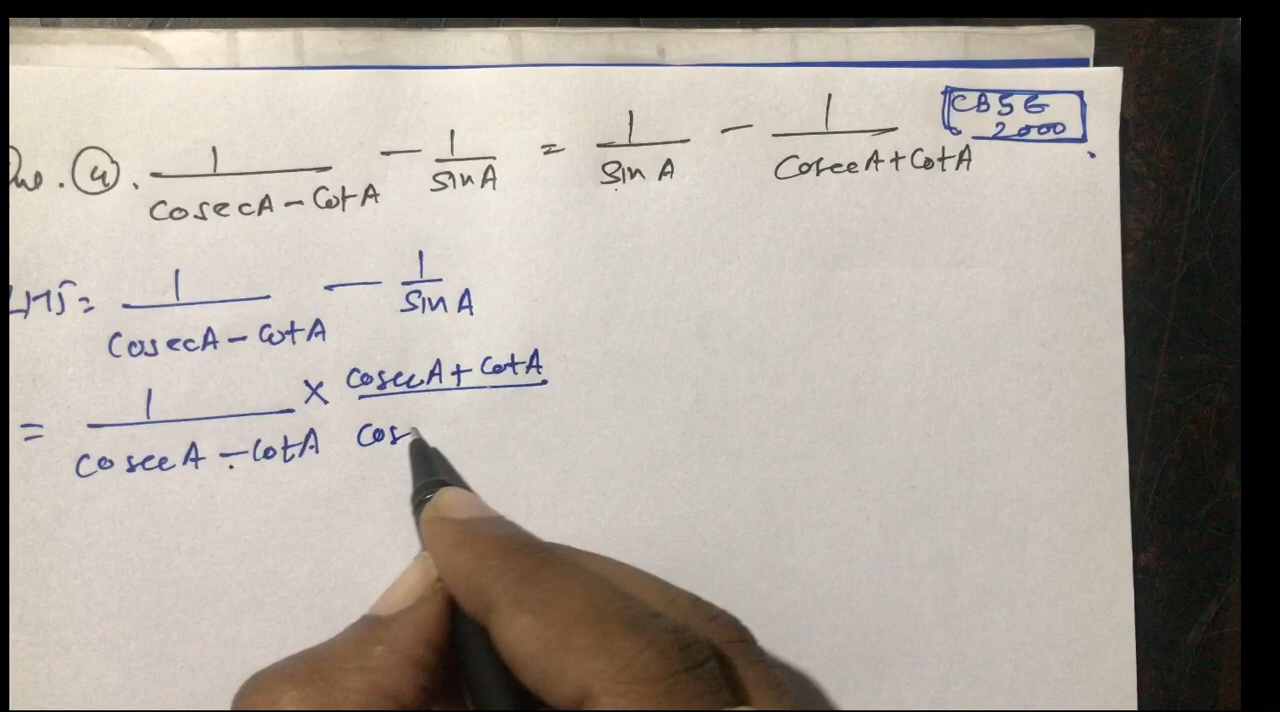 Que. (4). 1/(cosecA - cotA) - 1/sinA = 1/sinA - 1/(cosecA + cotA) CBSE 2000
LHS = 1/(cosecA - cotA) - 1/sinA
= 1/(cosecA - cotA) × (cosecA + cotA)/cos